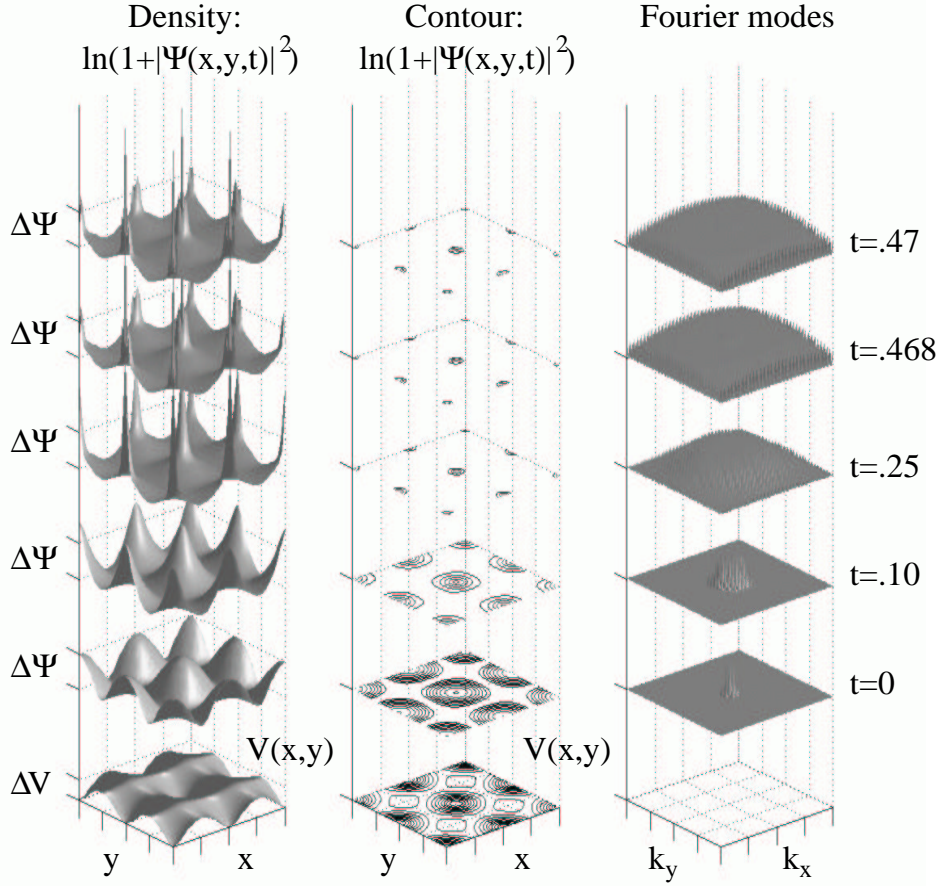 Density:
ln(1+|Ψ(x,y,t)|²)
Contour:
ln(1+|Ψ(x,y,t)|²)
Fourier modes
ΔΨ
t=.47
ΔΨ
t=.468
ΔΨ
t=.25
ΔΨ
t=.10
ΔΨ
t=0
V(x,y)
V(x,y)
ΔV
y
x
y
x
k_y
k_x